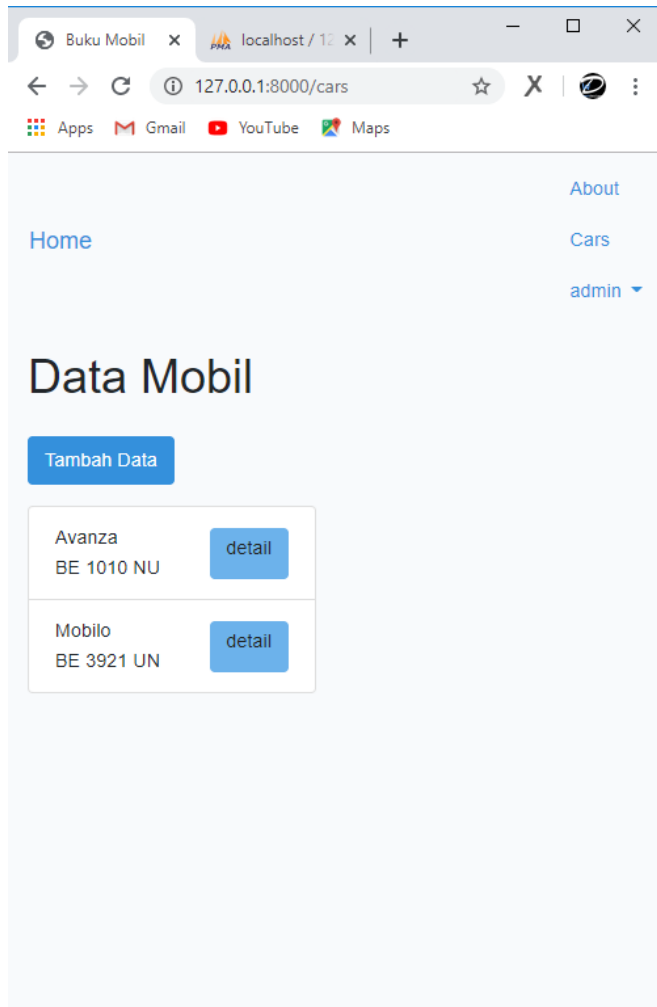 Buku Mobil
localhost / 12
127.0.0.1:8000/cars
Apps Gmail YouTube Maps
About
Home
Cars
admin
Data Mobil
Tambah Data
Avanza
BE 1010 NU
detail
Mobilo
BE 3921 UN
detail